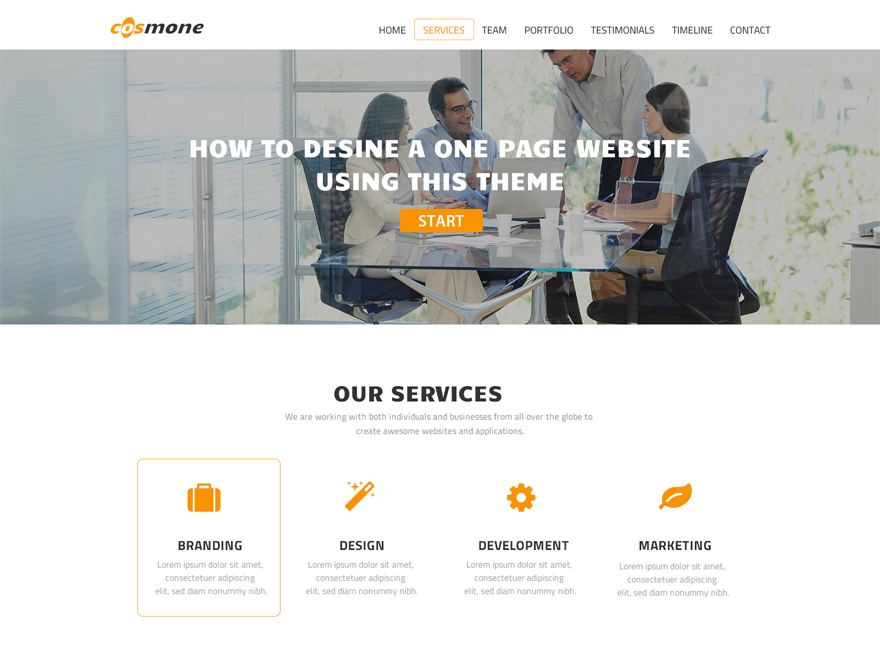 cosmone
HOME SERVICES TEAM PORTFOLIO TESTIMONIALS TIMELINE CONTACT
HOW TO DESINE A ONE PAGE WEBSITE
USING THIS THEME
START
OUR SERVICES
We are working with both individuals and businesses from all over the globe to
create awesome websites and applications.
BRANDING
Lorem ipsum dolor sit amet,
consectetuer adipiscing
elit, sed diam nonummy nibh.
DESIGN
Lorem ipsum dolor sit amet,
consectetuer adipiscing
elit, sed diam nonummy nibh.
DEVELOPMENT
Lorem ipsum dolor sit amet,
consectetuer adipiscing
elit, sed diam nonummy nibh.
MARKETING
Lorem ipsum dolor sit amet,
consectetuer adipiscing
elit, sed diam nonummy nibh.